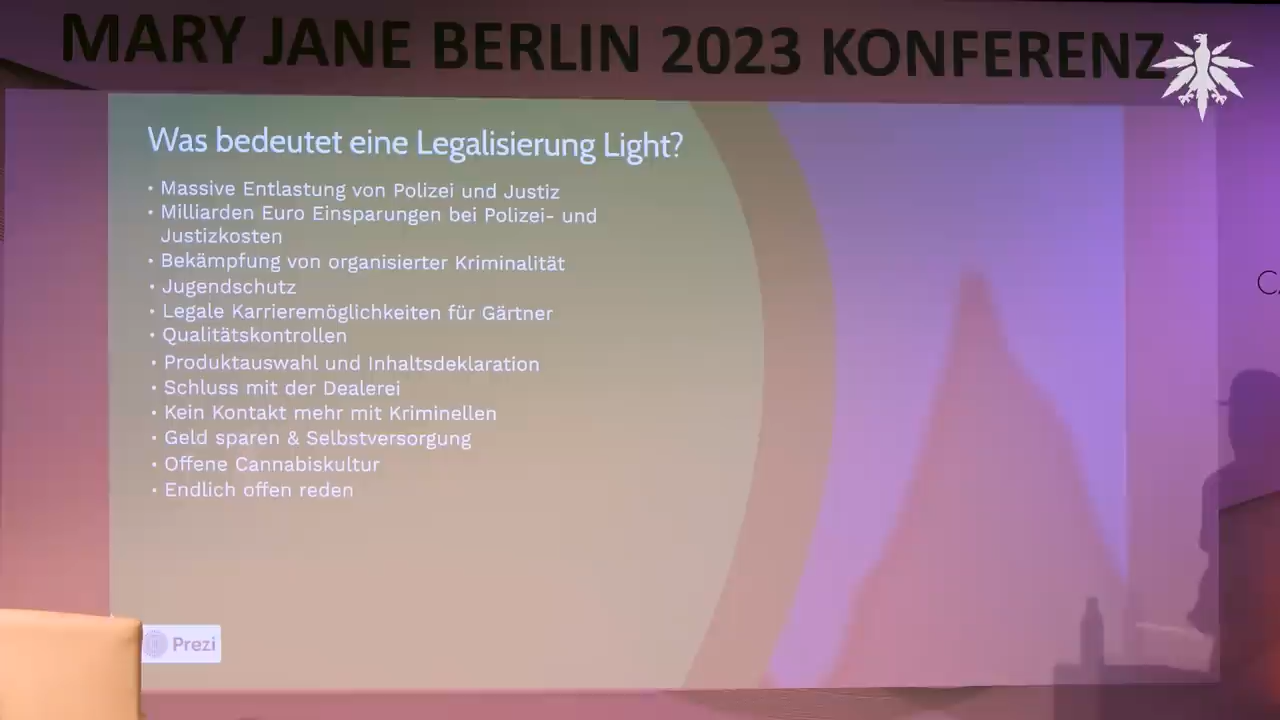 MARY JANE BERLIN 2023 KONFERENZ
Was bedeutet eine Legalisierung Light?
• Massive Entlastung von Polizei und Justiz
• Milliarden Euro Einsparungen bei Polizei- und
Justizkosten
• Bekämpfung von organisierter Kriminalität
• Jugendschutz
• Legale Karrieremöglichkeiten für Gärtner
• Qualitätskontrollen
• Produktauswahl und Inhaltsdeklaration
• Schluss mit der Dealerei
• Kein Kontakt mehr mit Kriminellen
• Geld sparen & Selbstversorgung
• Offene Cannabiskultur
• Endlich offen reden
Prezi